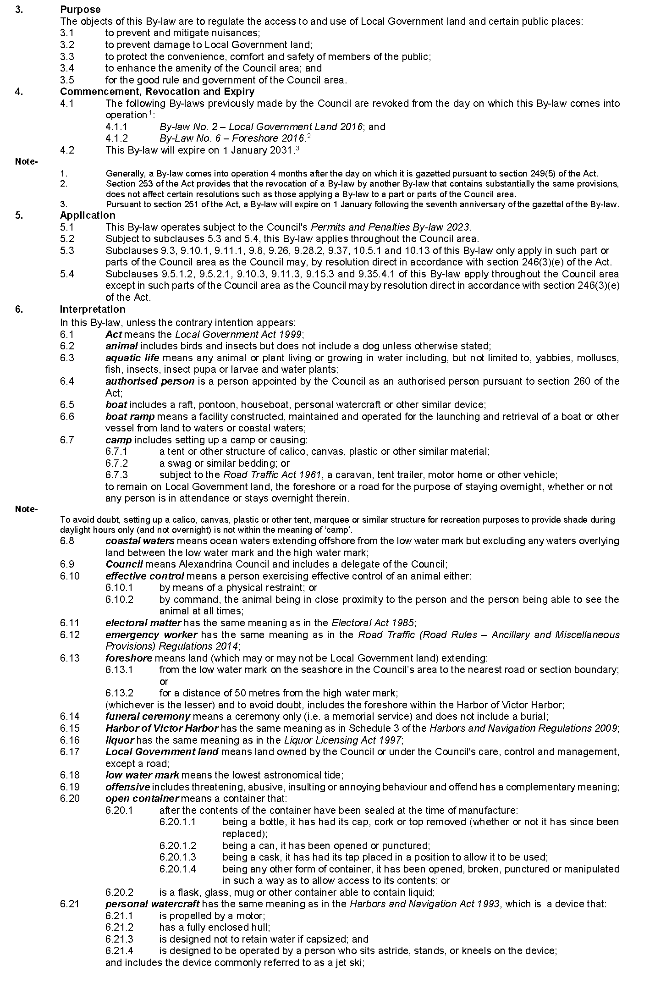 3. Purpose
The objects of this By-law are to regulate the access to and use of Local Government land and certain public places:
3.1 to prevent and mitigate nuisances;
3.2 to prevent damage to Local Government land;
3.3 to protect the convenience, comfort and safety of members of the public;
3.4 to enhance the amenity of the Council area; and
3.5 for the good rule and government of the Council area.
4. Commencement, Revocation and Expiry
4.1 The following By-laws previously made by the Council are revoked from the day on which this By-law comes into
operation1:
4.1.1 By-law No. 2 – Local Government Land 2016; and
4.1.2 By-Law No. 6 – Foreshore 2016.2
4.2 This By-law will expire on 1 January 2031.3
Note-
1. Generally, a By-law comes into operation 4 months after the day on which it is gazetted pursuant to section 249(5) of the Act.
2. Section 253 of the Act provides that the revocation of a By-law by another By-law that contains substantially the same provisions,
does not affect certain resolutions such as those applying a By-law to a part or parts of the Council area.
3. Pursuant to section 251 of the Act, a By-law will expire on 1 January following the seventh anniversary of the gazettal of the By-law.
5. Application
5.1 This By-law operates subject to the Council's Permits and Penalties By-law 2023.
5.2 Subject to subclauses 5.3 and 5.4, this By-law applies throughout the Council area.
5.3 Subclauses 9.3, 9.10.1, 9.11.1, 9.8, 9.26, 9.28.2, 9.37, 10.5.1 and 10.13 of this By-law only apply in such part or
parts of the Council area as the Council may, by resolution direct in accordance with section 246(3)(e) of the Act.
5.4 Subclauses 9.5.1.2, 9.5.2.1, 9.10.3, 9.11.3, 9.15.3 and 9.35.4.1 of this By-law apply throughout the Council area
except in such parts of the Council area as the Council may by resolution direct in accordance with section 246(3)(e)
of the Act.
6. Interpretation
In this By-law, unless the contrary intention appears:
6.1 Act means the Local Government Act 1999;
6.2 animal includes birds and insects but does not include a dog unless otherwise stated;
6.3 aquatic life means any animal or plant living or growing in water including, but not limited to, yabbies, molluscs,
fish, insects, insect pupa or larvae and water plants;
6.4 authorised person is a person appointed by the Council as an authorised person pursuant to section 260 of the
Act;
6.5 boat includes a raft, pontoon, houseboat, personal watercraft or other similar device;
6.6 boat ramp means a facility constructed, maintained and operated for the launching and retrieval of a boat or other
vessel from land to waters or coastal waters;
6.7 camp includes setting up a camp or causing:
6.7.1 a tent or other structure of calico, canvas, plastic or other similar material;
6.7.2 a swag or similar bedding; or
6.7.3 subject to the Road Traffic Act 1961, a caravan, tent trailer, motor home or other vehicle;
to remain on Local Government land, the foreshore or a road for the purpose of staying overnight, whether or not
any person is in attendance or stays overnight therein.
Note-
To avoid doubt, setting up a calico, canvas, plastic or other tent, marquee or similar structure for recreation purposes to provide shade during
daylight hours only (and not overnight) is not within the meaning of ‘camp’.
6.8 coastal waters means ocean waters extending offshore from the low water mark but excluding any waters overlying
land between the low water mark and the high water mark;
6.9 Council means Alexandrina Council and includes a delegate of the Council;
6.10 effective control means a person exercising effective control of an animal either:
6.10.1 by means of a physical restraint; or
6.10.2 by command, the animal being in close proximity to the person and the person being able to see the
animal at all times;
6.11 electoral matter has the same meaning as in the Electoral Act 1985;
6.12 emergency worker has the same meaning as in the Road Traffic (Road Rules – Ancillary and Miscellaneous
Provisions) Regulations 2014;
6.13 foreshore means land (which may or may not be Local Government land) extending:
6.13.1 from the low water mark on the seashore in the Council’s area to the nearest road or section boundary;
or
6.13.2 for a distance of 50 metres from the high water mark;
(whichever is the lesser) and to avoid doubt, includes the foreshore within the Harbor of Victor Harbor;
6.14 funeral ceremony means a ceremony only (i.e. a memorial service) and does not include a burial;
6.15 Harbor of Victor Harbor has the same meaning as in Schedule 3 of the Harbors and Navigation Regulations 2009;
6.16 liquor has the same meaning as in the Liquor Licensing Act 1997;
6.17 Local Government land means land owned by the Council or under the Council's care, control and management,
except a road;
6.18 low water mark means the lowest astronomical tide;
6.19 offensive includes threatening, abusive, insulting or annoying behaviour and offend has a complementary meaning;
6.20 open container means a container that:
6.20.1 after the contents of the container have been sealed at the time of manufacture:
6.20.1.1 being a bottle, it has had its cap, cork or top removed (whether or not it has since been
replaced);
6.20.1.2 being a can, it has been opened or punctured;
6.20.1.3 being a cask, it has had its tap placed in a position to allow it to be used;
6.20.1.4 being any other form of container, it has been opened, broken, punctured or manipulated
in such a way as to allow access to its contents; or
6.20.2 is a flask, glass, mug or other container able to contain liquid;
6.21 personal watercraft has the same meaning as in the Harbors and Navigation Act 1993, which is a device that:
6.21.1 is propelled by a motor;
6.21.2 has a fully enclosed hull;
6.21.3 is designed not to retain water if capsized; and
6.21.4 is designed to be operated by a person who sits astride, stands, or kneels on the device;
and includes the device commonly referred to as a jet ski;